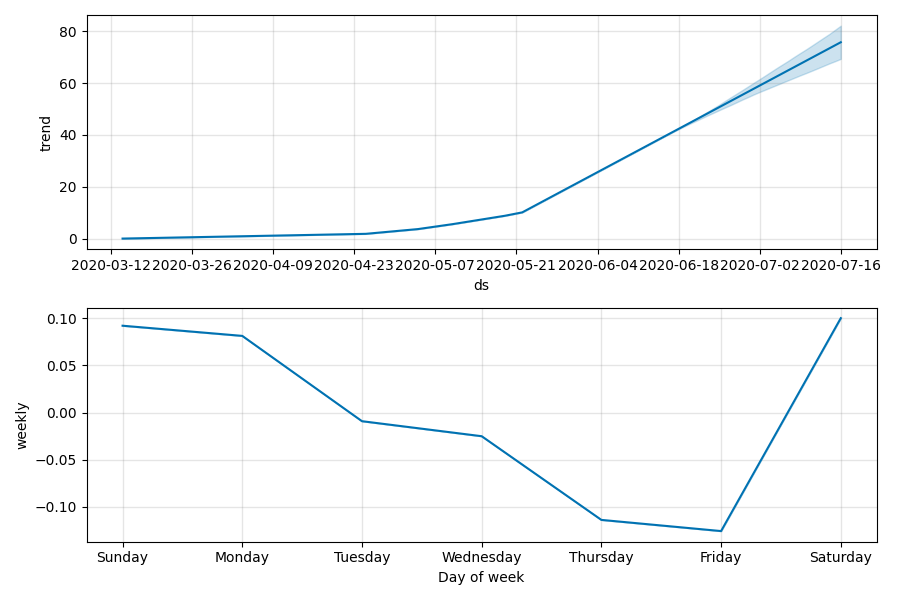 80
60
40
20
0
trend
2020-03-12 2020-03-26 2020-04-09 2020-04-23 2020-05-07 2020-05-21 2020-06-04 2020-06-18 2020-07-02 2020-07-16
ds
0.10
0.05
0.00
−0.05
−0.10
weekly
Sunday Monday Tuesday Wednesday Thursday Friday Saturday
Day of week